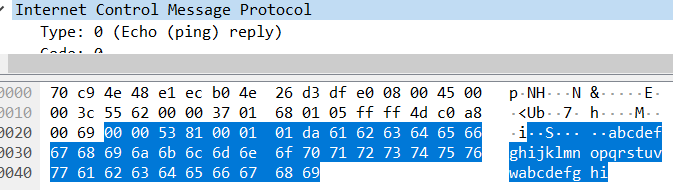 Internet Control Message Protocol
Type: 0 (Echo (ping) reply)
0000 70 c9 4e 48 e1 ec b0 4e 26 d3 df e0 08 00 45 00 p·NH···N &·····E·
0010 00 3c 55 62 00 00 37 01 68 01 05 ff ff 4d c0 a8 ·<Ub··7· h····M··
0020 00 69 00 00 53 81 00 01 01 da 61 62 63 64 65 66 ·i··S··· ··abcdef
0030 67 68 69 6a 6b 6c 6d 6e 6f 70 71 72 73 74 75 76 ghijklmn opqrstuv
0040 77 61 62 63 64 65 66 67 68 69 wabcdefg hi